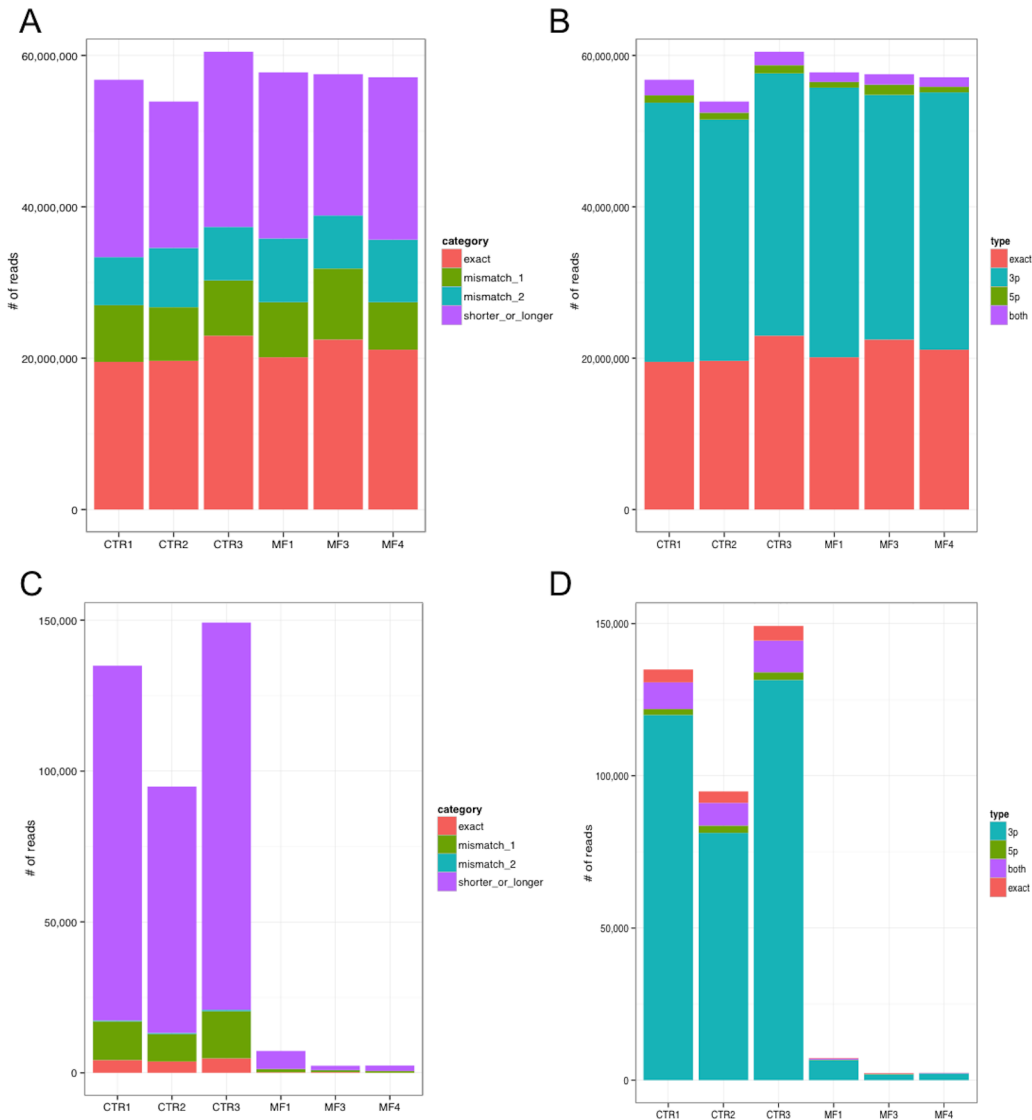 A
60,000,000
40,000,000
20,000,000
0
# of reads
CTR1 CTR2 CTR3 MF1 MF3 MF4
category
exact
mismatch_1
mismatch_2
shorter_or_longer
B
60,000,000
40,000,000
20,000,000
0
# of reads
CTR1 CTR2 CTR3 MF1 MF3 MF4
type
exact
3p
5p
both
C
150,000
100,000
50,000
0
# of reads
CTR1 CTR2 CTR3 MF1 MF3 MF4
category
exact
mismatch_1
mismatch_2
shorter_or_longer
D
150,000
100,000
50,000
0
# of reads
CTR1 CTR2 CTR3 MF1 MF3 MF4
type
3p
5p
both
exact